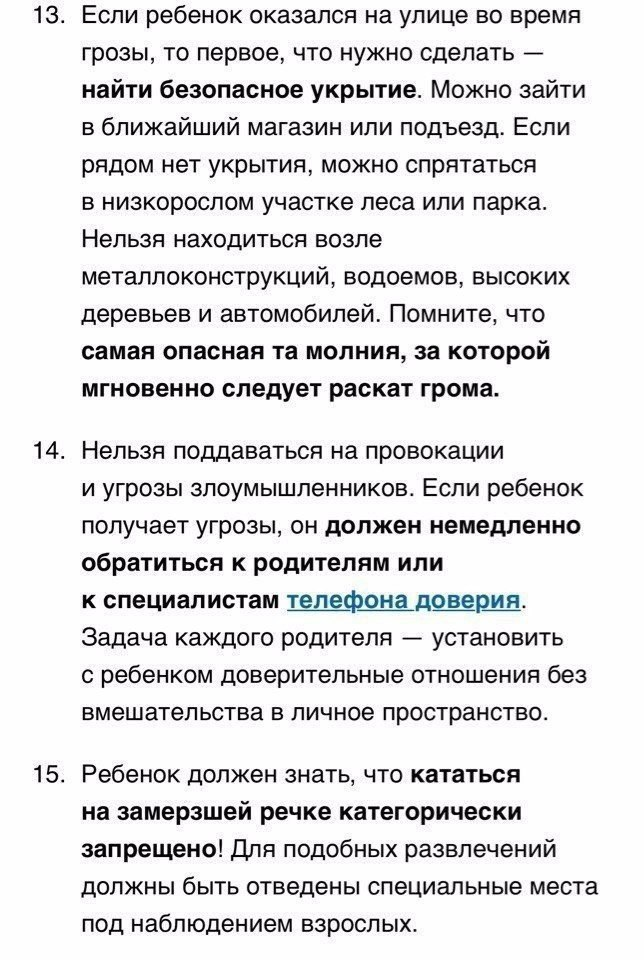 13. Если ребенок оказался на улице во время
грозы, то первое, что нужно сделать —
найти безопасное укрытие. Можно зайти
в ближайший магазин или подъезд. Если
рядом нет укрытия, можно спрятаться
в низкорослом участке леса или парка.
Нельзя находиться возле
металлоконструкций, водоемов, высоких
деревьев и автомобилей. Помните, что
самая опасная та молния, за которой
мгновенно следует раскат грома.
14. Нельзя поддаваться на провокации
и угрозы злоумышленников. Если ребенок
получает угрозы, он должен немедленно
обратиться к родителям или
к специалистам телефона доверия.
Задача каждого родителя — установить
с ребенком доверительные отношения без
вмешательства в личное пространство.
15. Ребенок должен знать, что кататься
на замерзшей речке категорически
запрещено! Для подобных развлечений
должны быть отведены специальные места
под наблюдением взрослых.